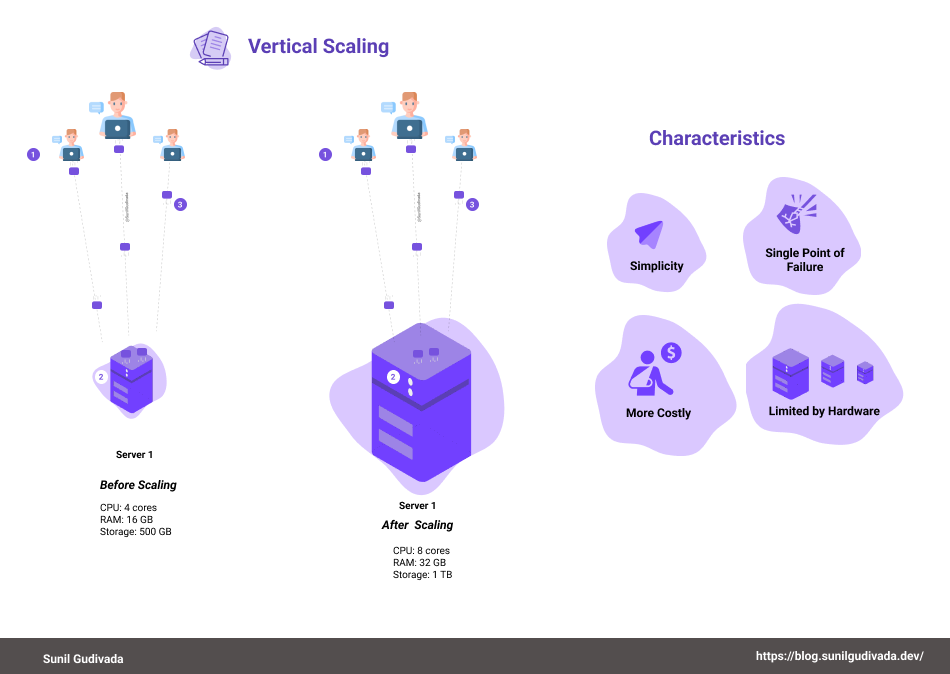 Vertical Scaling
1
@SunilGudivada
3
2
Server 1
Before Scaling
CPU: 4 cores
RAM: 16 GB
Storage: 500 GB
1
@SunilGudivada
3
2
Server 1
After Scaling
CPU: 8 cores
RAM: 32 GB
Storage: 1 TB
Characteristics
Simplicity
Single Point of
Failure
$
More Costly
Limited by Hardware
Sunil Gudivada
https://blog.sunilgudivada.dev/